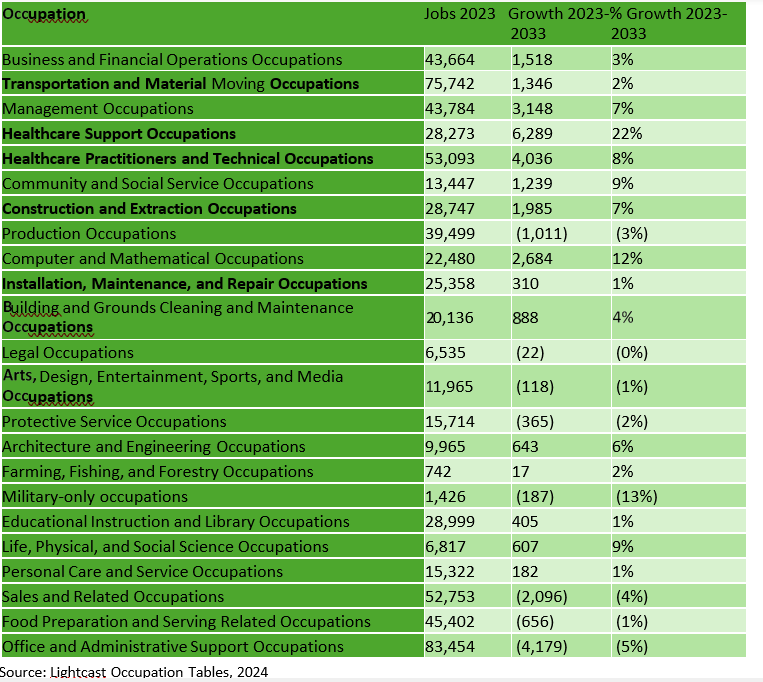 Occupation Jobs 2023 Growth 2023- % Growth 2023-
2033 2033
Business and Financial Operations Occupations 43,664 1,518 3%
Transportation and Material Moving Occupations 75,742 1,346 2%
Management Occupations 43,784 3,148 7%
Healthcare Support Occupations 28,273 6,289 22%
Healthcare Practitioners and Technical Occupations 53,093 4,036 8%
Community and Social Service Occupations 13,447 1,239 9%
Construction and Extraction Occupations 28,747 1,985 7%
Production Occupations 39,499 (1,011) (3%)
Computer and Mathematical Occupations 22,480 2,684 12%
Installation, Maintenance, and Repair Occupations 25,358 310 1%
Building and Grounds Cleaning and Maintenance
Occupations 20,136 888 4%
Legal Occupations 6,535 (22) (0%)
Arts, Design, Entertainment, Sports, and Media
Occupations 11,965 (118) (1%)
Protective Service Occupations 15,714 (365) (2%)
Architecture and Engineering Occupations 9,965 643 6%
Farming, Fishing, and Forestry Occupations 742 17 2%
Military-only occupations 1,426 (187) (13%)
Educational Instruction and Library Occupations 28,999 405 1%
Life, Physical, and Social Science Occupations 6,817 607 9%
Personal Care and Service Occupations 15,322 182 1%
Sales and Related Occupations 52,753 (2,096) (4%)
Food Preparation and Serving Related Occupations 45,402 (656) (1%)
Office and Administrative Support Occupations 83,454 (4,179) (5%)
Source: Lightcast Occupation Tables, 2024